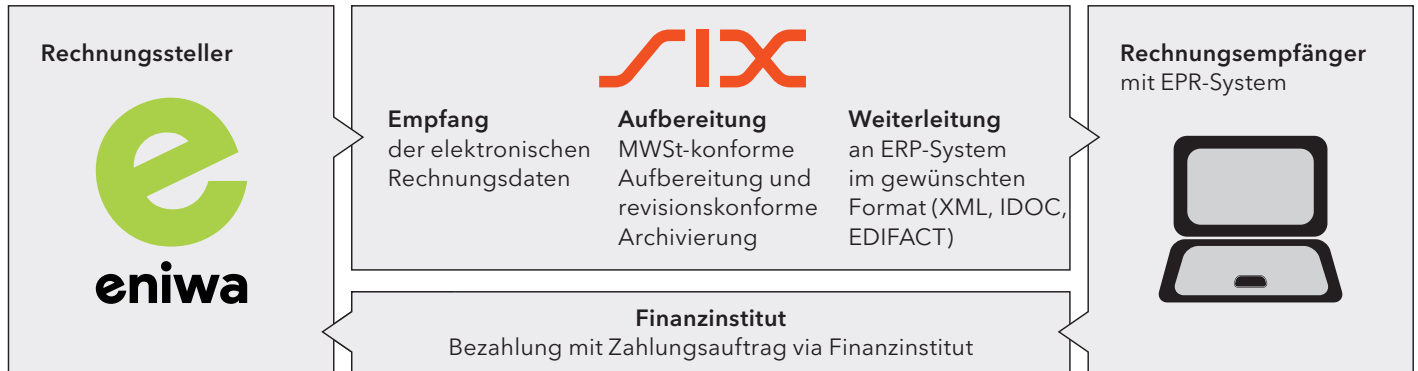 Rechnungssteller
eniwa
SIX
Empfang
der elektronischen
Rechnungsdaten
Aufbereitung
MWSt-konforme
Aufbereitung und
revisionskonforme
Archivierung
Weiterleitung
an ERP-System
im gewünschten
Format (XML, IDOC,
EDIFACT)
Rechnungsempfänger
mit EPR-System
Finanzinstitut
Bezahlung mit Zahlungsauftrag via Finanzinstitut